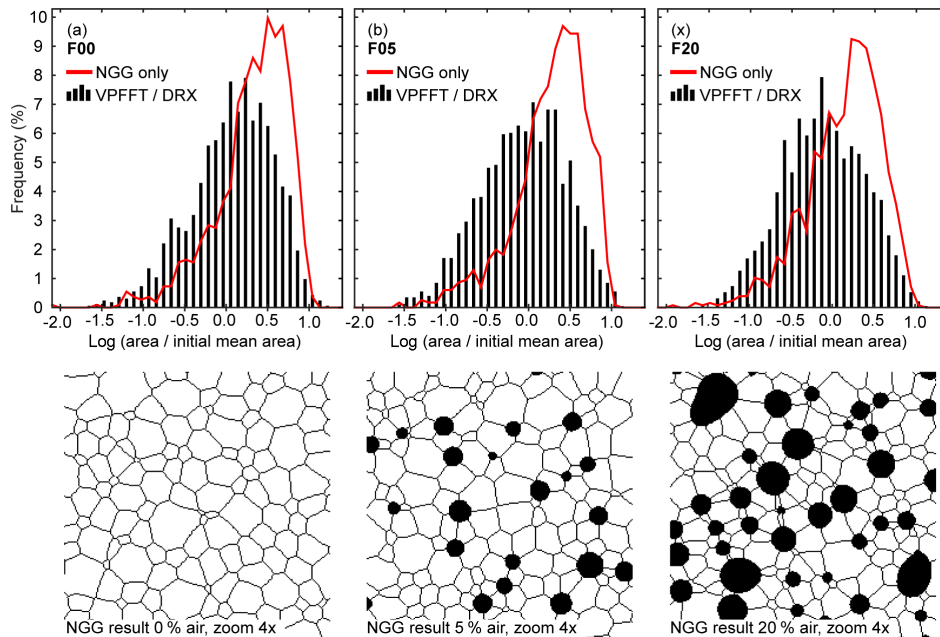 (a)
F00
NGG only
VPFFT / DRX
(b)
F05
NGG only
VPFFT / DRX
(x)
F20
NGG only
VPFFT / DRX
Frequency (%)
10
9
8
7
6
5
4
3
2
1
0
-2.0 -1.5 -1.0 -0.5 0.0 0.5 1.0
-2.0 -1.5 -1.0 -0.5 0.0 0.5 1.0
-2.0 -1.5 -1.0 -0.5 0.0 0.5 1.0
Log (area / initial mean area)
Log (area / initial mean area)
Log (area / initial mean area)
NGG result 0 % air, zoom 4x
NGG result 5 % air, zoom 4x
NGG result 20 % air, zoom 4x